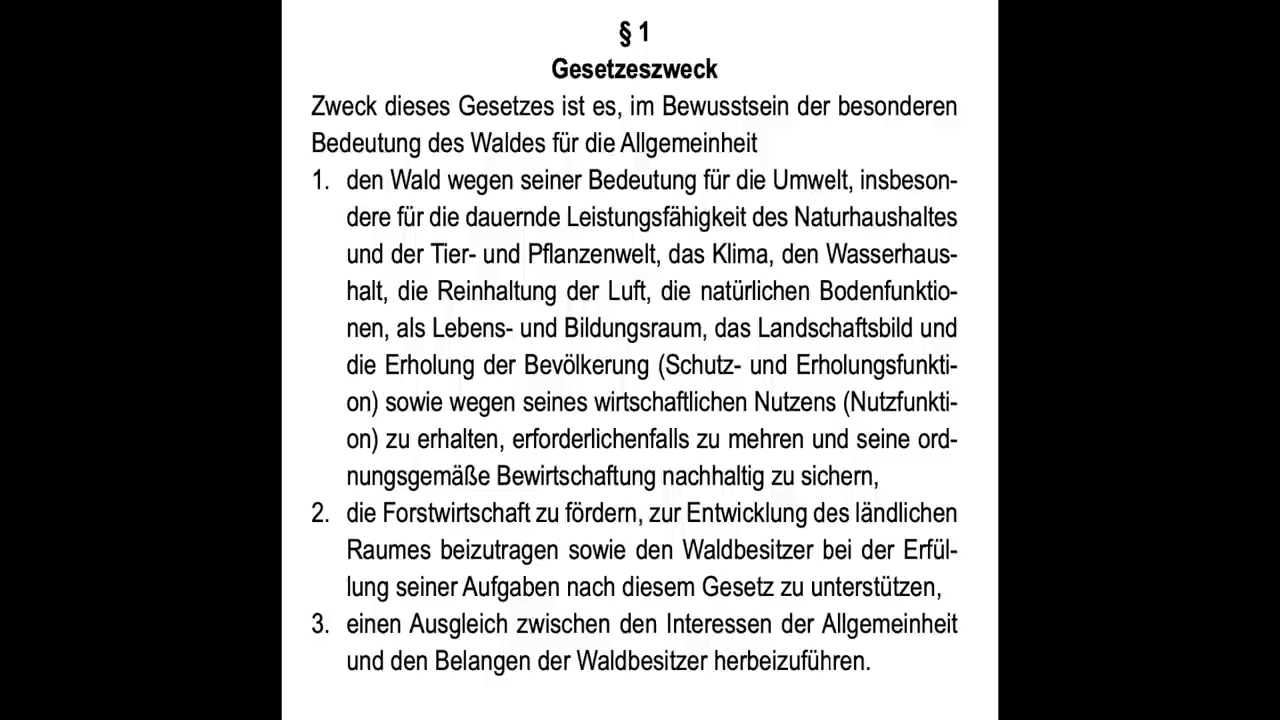 § 1
Gesetzeszweck
Zweck dieses Gesetzes ist es, im Bewusstsein der besonderen
Bedeutung des Waldes für die Allgemeinheit
1. den Wald wegen seiner Bedeutung für die Umwelt, insbeson-
dere für die dauernde Leistungsfähigkeit des Naturhaushaltes
und der Tier- und Pflanzenwelt, das Klima, den Wasserhaus-
halt, die Reinhaltung der Luft, die natürlichen Bodenfunktio-
nen, als Lebens- und Bildungsraum, das Landschaftsbild und
die Erholung der Bevölkerung (Schutz- und Erholungsfunkti-
on) sowie wegen seines wirtschaftlichen Nutzens (Nutzfunkti-
on) zu erhalten, erforderlichenfalls zu mehren und seine ord-
nungsgemäße Bewirtschaftung nachhaltig zu sichern,
2. die Forstwirtschaft zu fördern, zur Entwicklung des ländlichen
Raumes beizutragen sowie den Waldbesitzer bei der Erfül-
lung seiner Aufgaben nach diesem Gesetz zu unterstützen,
3. einen Ausgleich zwischen den Interessen der Allgemeinheit
und den Belangen der Waldbesitzer herbeizuführen.